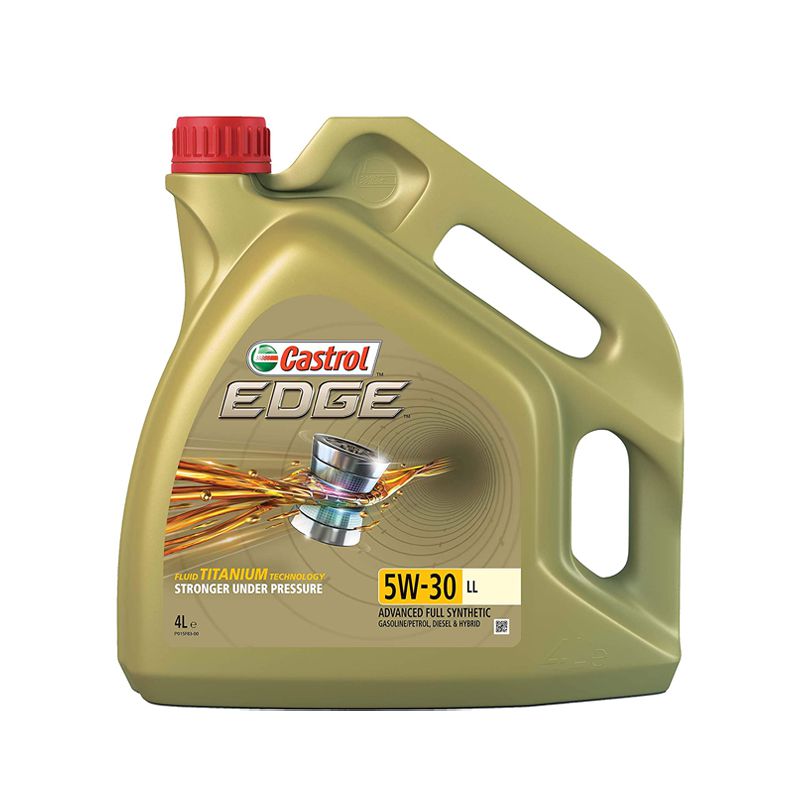 Castrol
EDGE
FLUID TITANIUM TECHNOLOGY
STRONGER UNDER PRESSURE
5W-30 LL
ADVANCED FULL SYNTHETIC
GASOLINE/PETROL, DIESEL & HYBRID
4L e